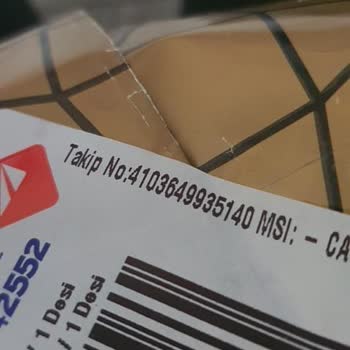 Takip No:4103649935140 MSI: - CA
2552
/ 1 Desi
/ 1 Desi